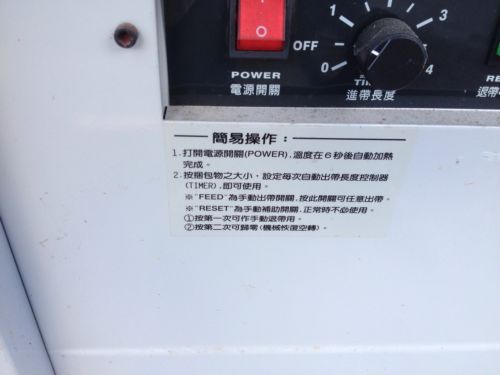 OFF
POWER
電源開關
0
1
3
4
TI
進帶長度
RE
退帶
簡易操作：
1.打開電源開關(POWER),溫度在6秒後自動加熱
完成。
2.按捆包物之大小，設定每次自動出帶長度控制器
(TIMER),即可使用。
※"FEED"為手動出帶開關,按此開關可任意出帶。
※"RESET"為手動補助開關,正常時不必使用。
①按第一次可作手動退帶用。
②按第二次可歸零(機械恢復空轉)。